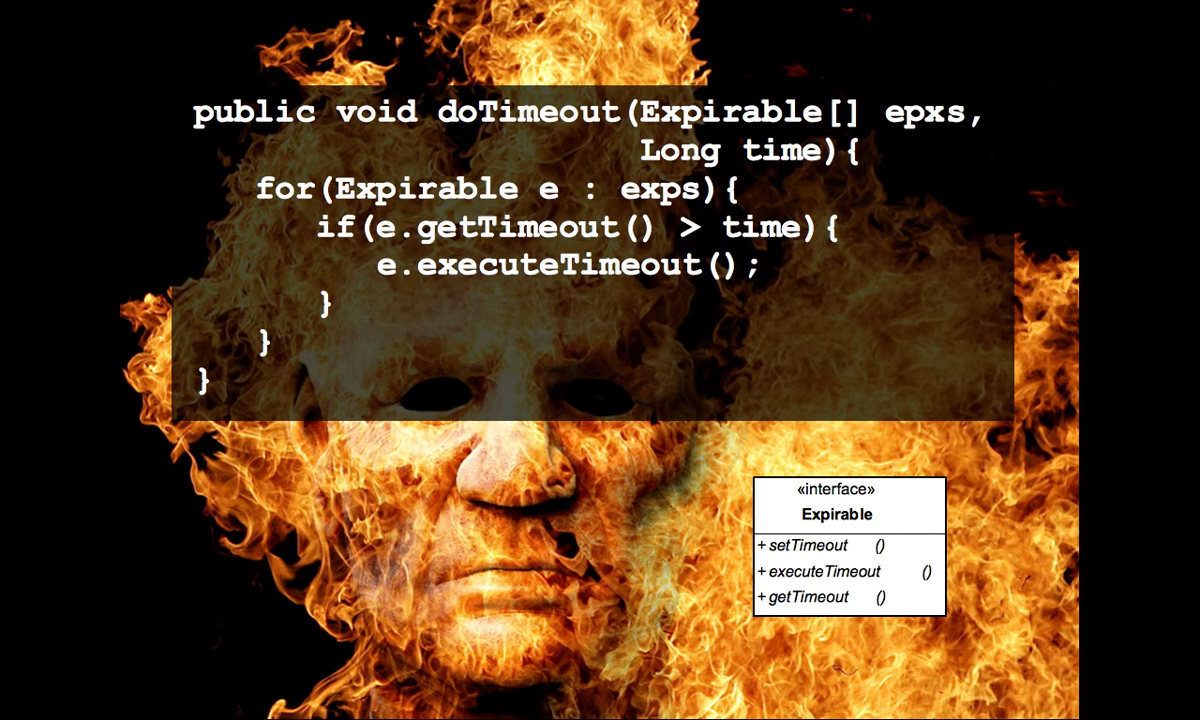 public void doTimeout(Expirable[] epxs,
Long time){
for(Expirable e : exps){
if(e.getTimeout() > time){
e.executeTimeout();
}
}
}
«interface»
Expirable
+ setTimeout ()
+ executeTimeout ()
+ getTimeout ()